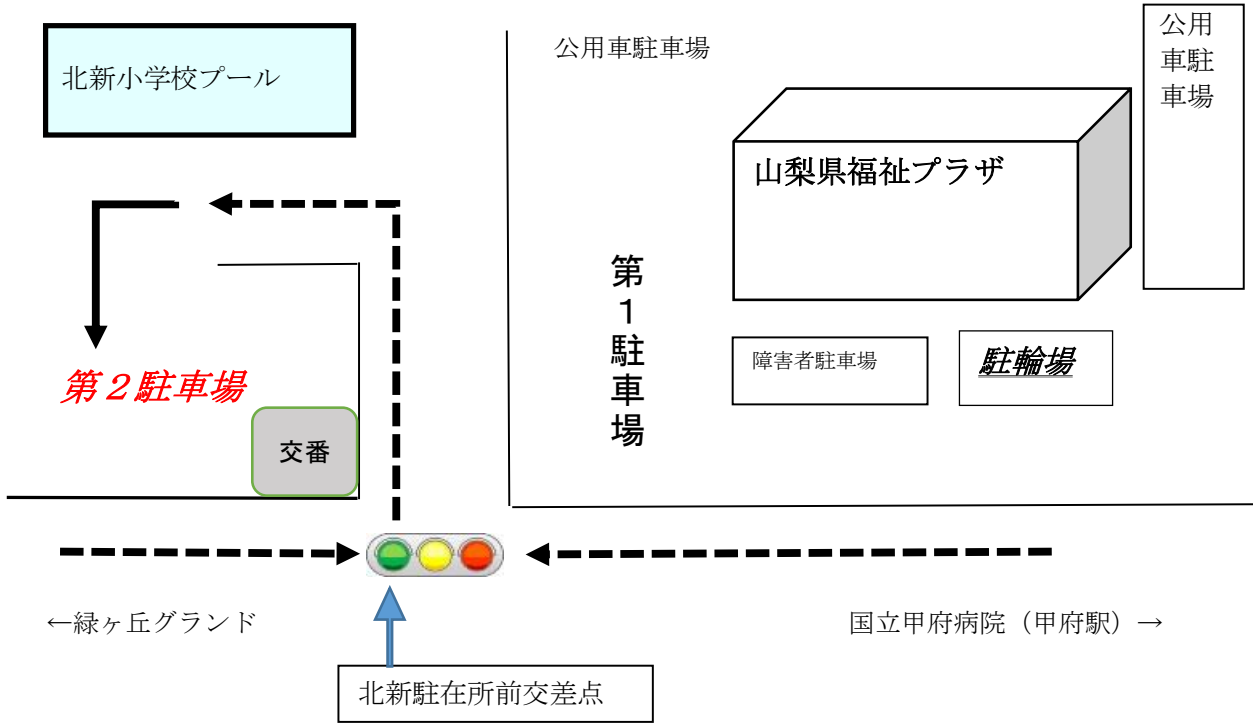 北新小学校プール
公用車駐車場
公用
車駐
車場
山梨県福祉プラザ
第
1
駐
車
場
障害者駐車場
駐輪場
第２駐車場
交番
←緑ヶ丘グランド
国立甲府病院（甲府駅）→
北新駐在所前交差点